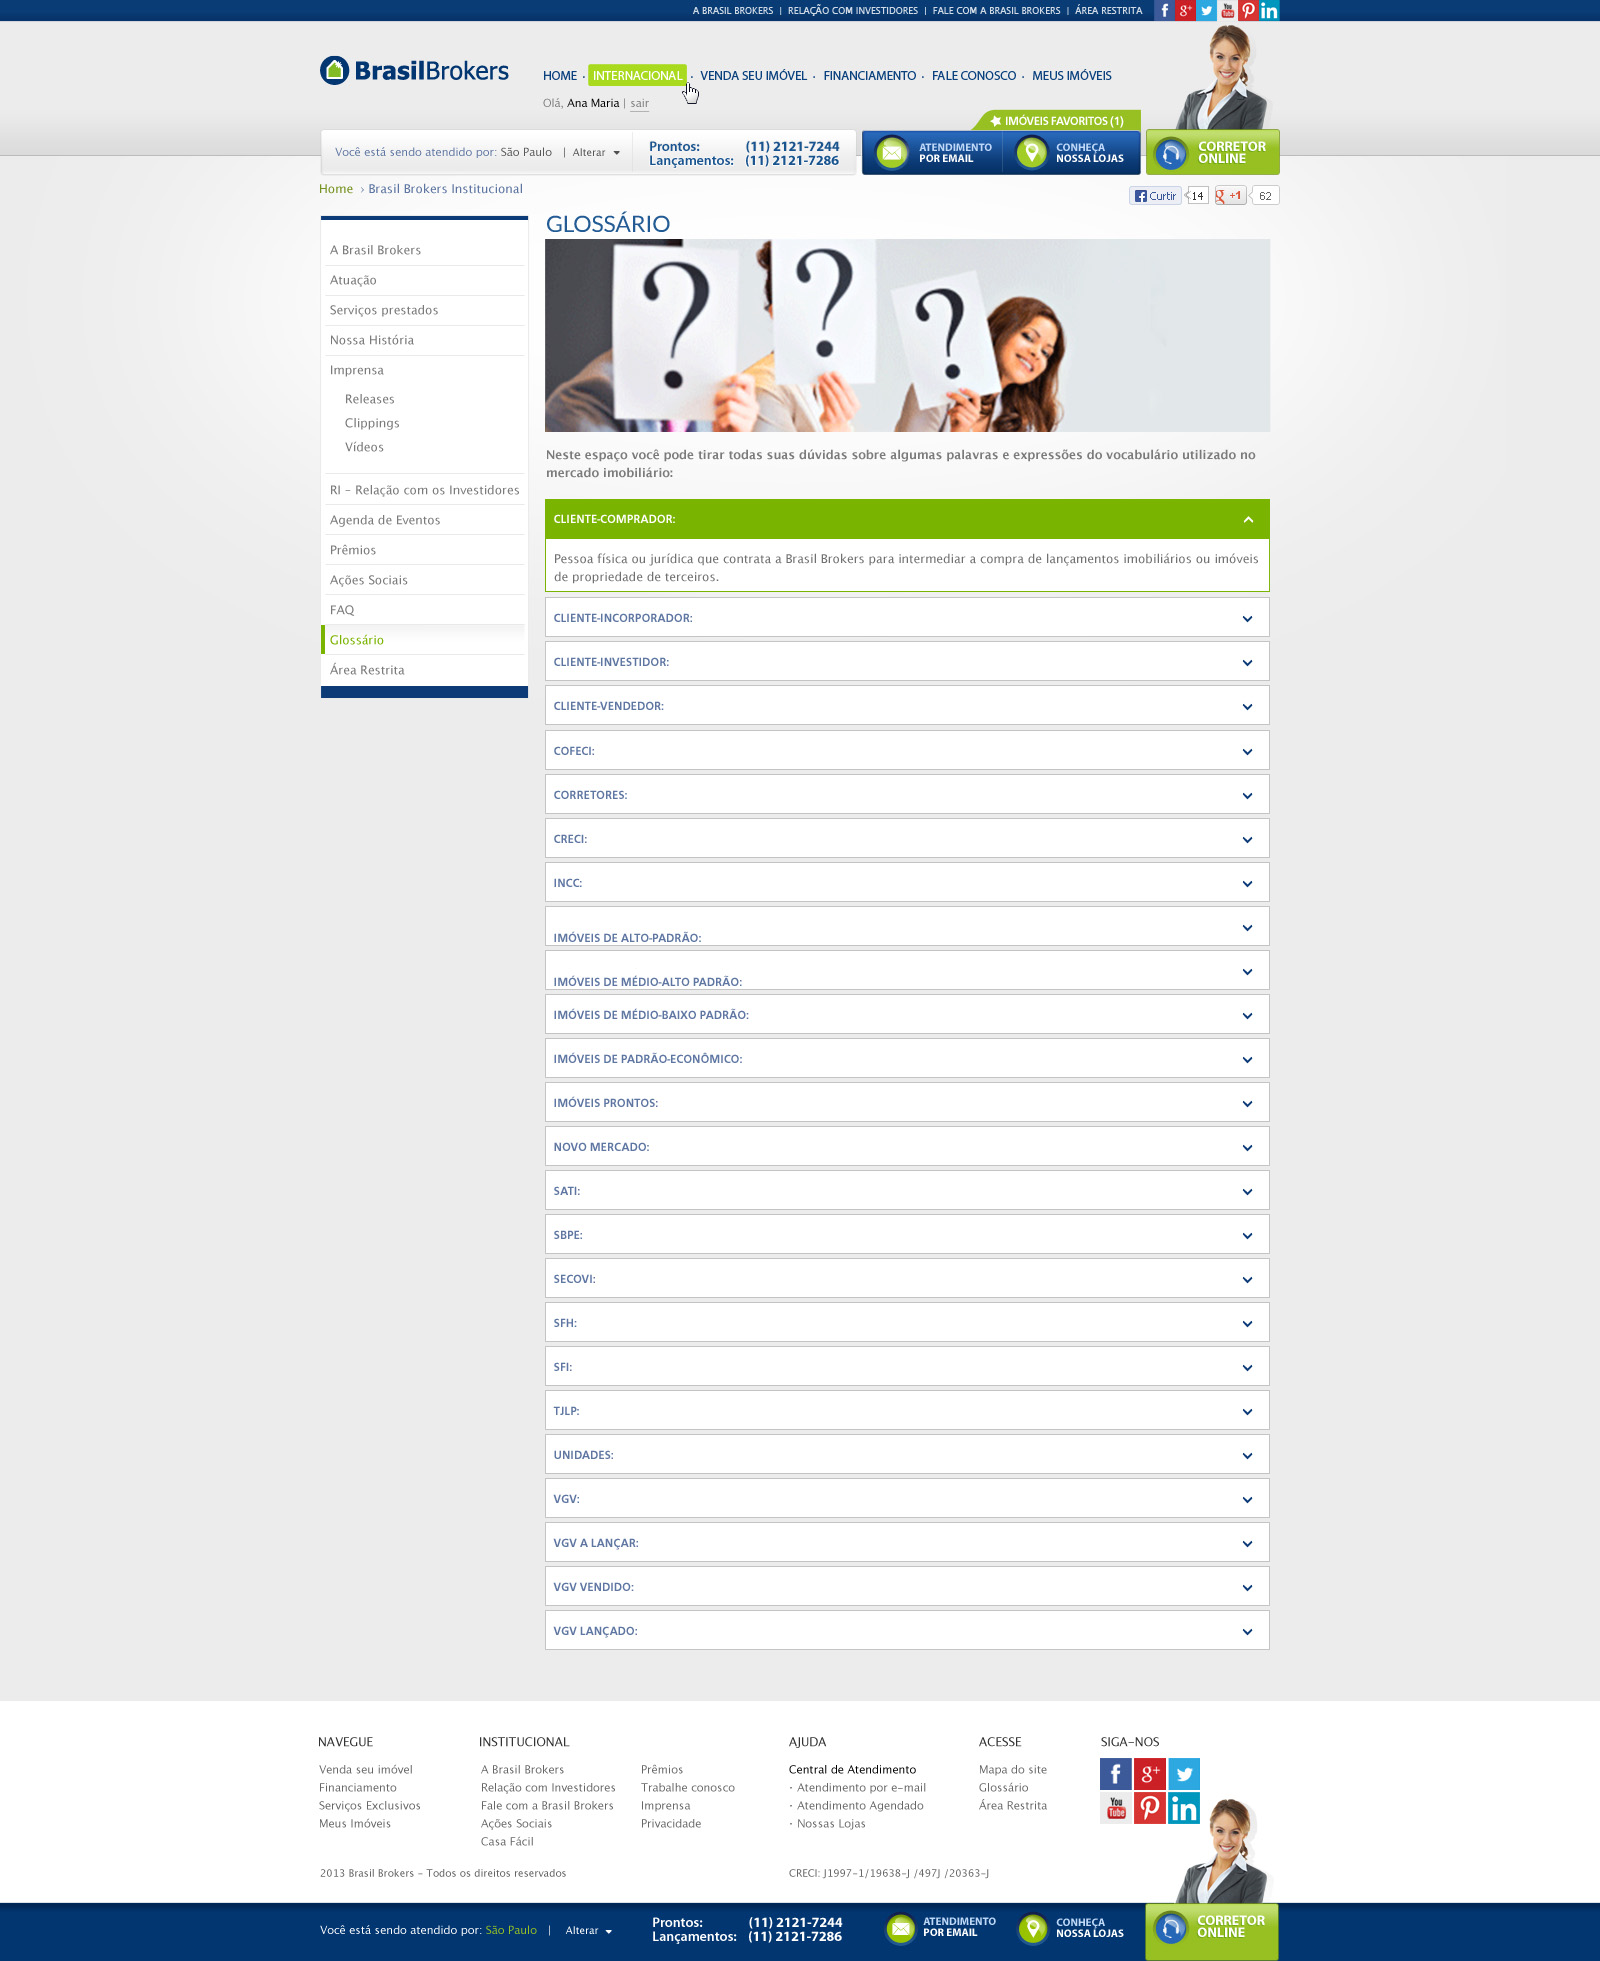 A BRASIL BROKERS | RELAÇÃO COM INVESTIDORES | FALE COM A BRASIL BROKERS | ÁREA RESTRITA
BrasilBrokers
HOME · INTERNACIONAL · VENDA SEU IMÓVEL · FINANCIAMENTO · FALE CONOSCO · MEUS IMÓVEIS
Olá, Ana Maria | sair
IMÓVEIS FAVORITOS (1)
Você está sendo atendido por: São Paulo | Alterar
Prontos: (11) 2121-7244
Lançamentos: (11) 2121-7286
ATENDIMENTO
POR EMAIL
CONHEÇA
NOSSA LOJAS
CORRETOR
ONLINE
Home › Brasil Brokers Institucional
Curtir 14 +1 62
A Brasil Brokers
Atuação
Serviços prestados
Nossa História
Imprensa
Releases
Clippings
Vídeos
RI - Relação com os Investidores
Agenda de Eventos
Prêmios
Ações Sociais
FAQ
Glossário
Área Restrita
GLOSSÁRIO
? ? ?
Neste espaço você pode tirar todas suas dúvidas sobre algumas palavras e expressões do vocabulário utilizado no
mercado imobiliário:
CLIENTE-COMPRADOR:
Pessoa física ou jurídica que contrata a Brasil Brokers para intermediar a compra de lançamentos imobiliários ou imóveis
de propriedade de terceiros.
CLIENTE-INCORPORADOR:
CLIENTE-INVESTIDOR:
CLIENTE-VENDEDOR:
COFECI:
CORRETORES:
CRECI:
INCC:
IMÓVEIS DE ALTO-PADRÃO:
IMÓVEIS DE MÉDIO-ALTO PADRÃO:
IMÓVEIS DE MÉDIO-BAIXO PADRÃO:
IMÓVEIS DE PADRÃO-ECONÔMICO:
IMÓVEIS PRONTOS:
NOVO MERCADO:
SATI:
SBPE:
SECOVI:
SFH:
SFI:
TJLP:
UNIDADES:
VGV:
VGV A LANÇAR:
VGV VENDIDO:
VGV LANÇADO:
NAVEGUE
Venda seu imóvel
Financiamento
Serviços Exclusivos
Meus Imóveis
INSTITUCIONAL
A Brasil Brokers
Relação com Investidores
Fale com a Brasil Brokers
Ações Sociais
Casa Fácil
Prêmios
Trabalhe conosco
Imprensa
Privacidade
AJUDA
Central de Atendimento
· Atendimento por e-mail
· Atendimento Agendado
· Nossas Lojas
ACESSE
Mapa do site
Glossário
Área Restrita
SIGA-NOS
You
Tube
2013 Brasil Brokers - Todos os direitos reservados
CRECI: J1997-1/19638-J /497J /20363-J
Você está sendo atendido por: São Paulo | Alterar
Prontos: (11) 2121-7244
Lançamentos: (11) 2121-7286
ATENDIMENTO
POR EMAIL
CONHEÇA
NOSSA LOJAS
CORRETOR
ONLINE